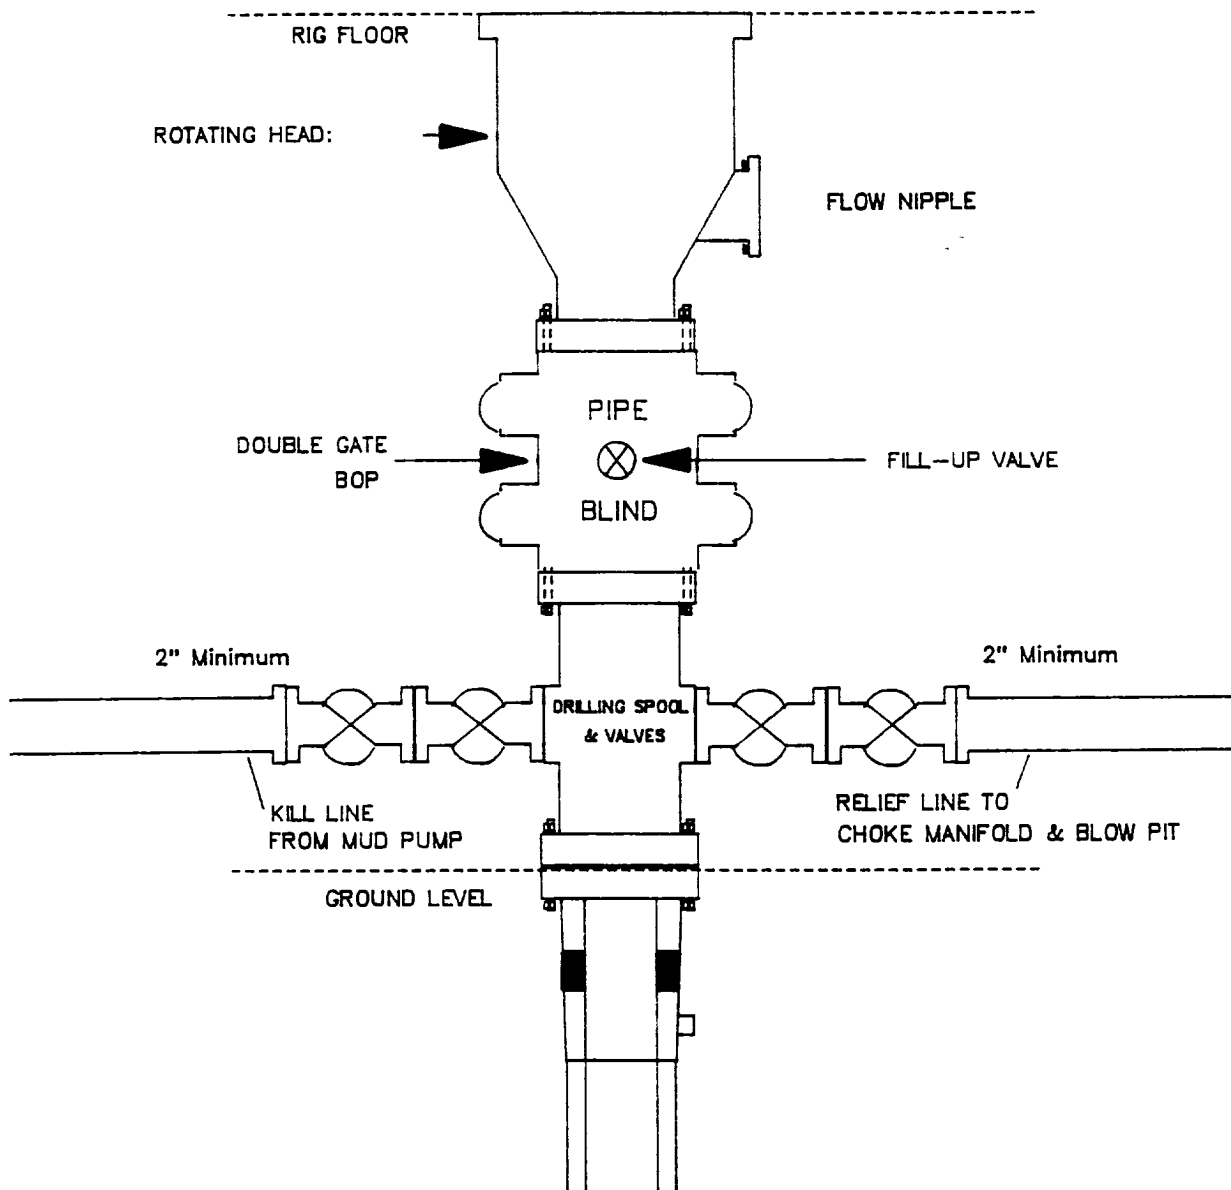 RIG FLOOR
ROTATING HEAD:
FLOW NIPPLE
PIPE
DOUBLE GATE
BOP
FILL-UP VALVE
BLIND
2" Minimum
2" Minimum
DRILLING SPOOL
& VALVES
KILL LINE
FROM MUD PUMP
RELIEF LINE TO
CHOKE MANIFOLD & BLOW PIT
GROUND LEVEL